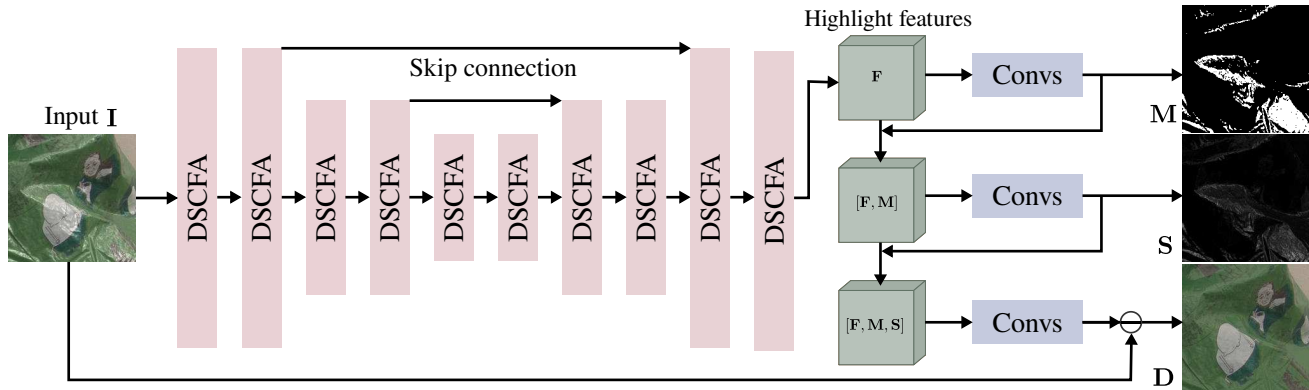 Highlight features
Skip connection
Input I
DSCFA
DSCFA
DSCFA
DSCFA
DSCFA
DSCFA
DSCFA
DSCFA
DSCFA
DSCFA
F
Convs
M
[F, M]
Convs
S
[F, M, S]
Convs
D